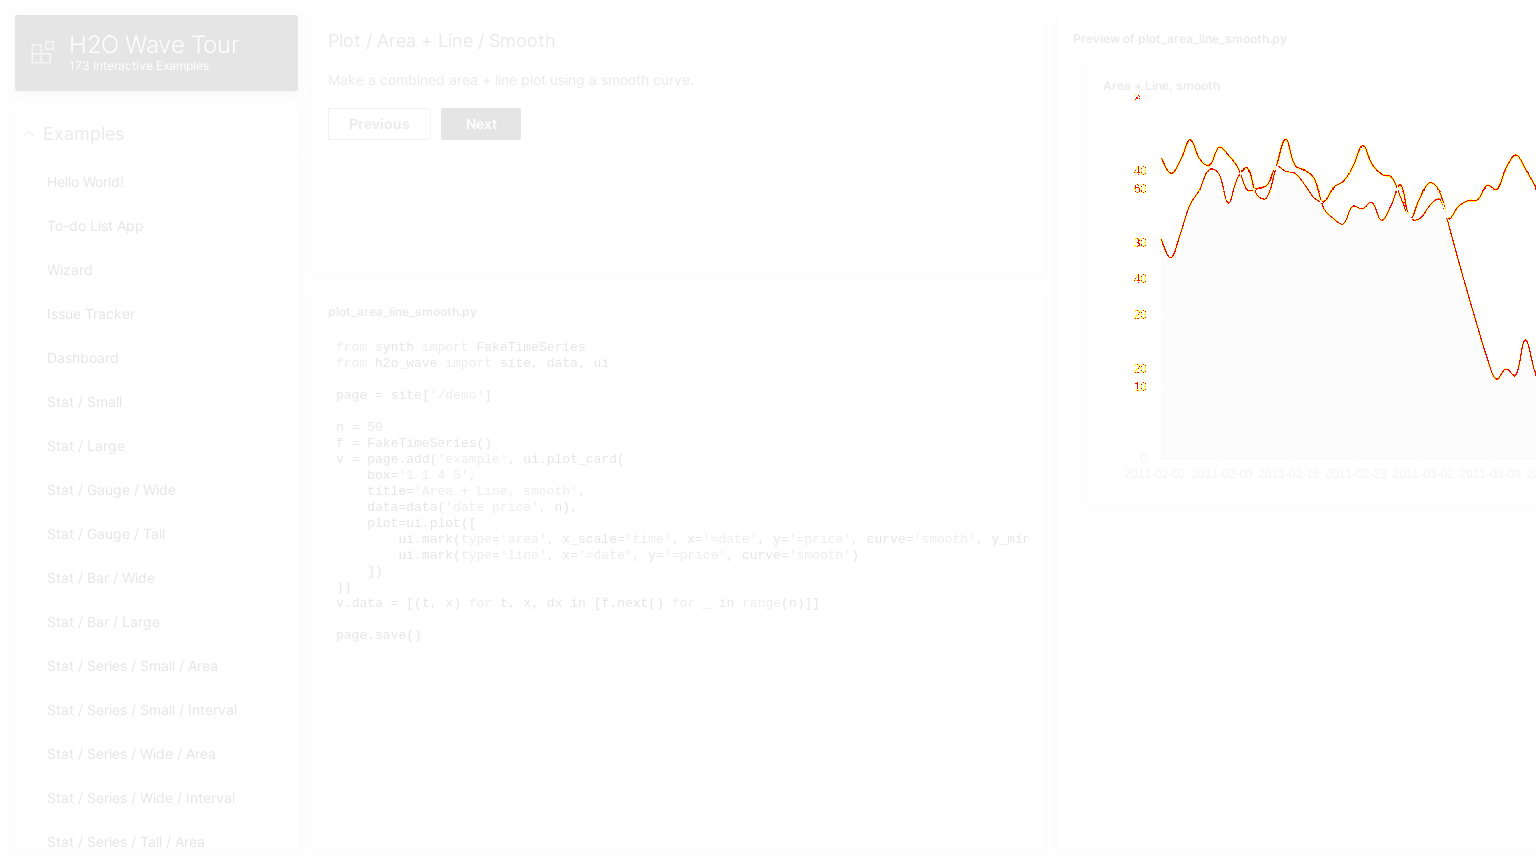 H2O Wave Tour
173 Interactive Examples
Examples
Hello World!
To-do List App
Wizard
Issue Tracker
Dashboard
Stat / Small
Stat / Large
Stat / Gauge / Wide
Stat / Gauge / Tall
Stat / Bar / Wide
Stat / Bar / Large
Stat / Series / Small / Area
Stat / Series / Small / Interval
Stat / Series / Wide / Area
Stat / Series / Wide / Interval
Stat / Series / Tall / Area
Plot / Area + Line / Smooth
Make a combined area + line plot using a smooth curve.
Previous
Next
plot_area_line_smooth.py
from synth import FakeTimeSeries
from h2o_wave import site, data, ui
page = site['/demo']
n = 50
f = FakeTimeSeries()
v = page.add('example', ui.plot_card(
box='1 1 4 5',
title='Area + Line, smooth',
data=data('date price', n),
plot=ui.plot([
ui.mark(type='area', x_scale='time', x='=date', y='=price', curve='smooth', y_min
ui.mark(type='line', x='=date', y='=price', curve='smooth')
])
))
v.data = [(t, x) for t, x, dx in [f.next() for _ in range(n)]]
page.save()
Preview of plot_area_line_smooth.py
Area + Line, smooth
40
60
30
40
20
20
10
0
2011-02-02 2011-02-09 2011-02-16 2011-02-23 2011-03-02 2011-03-09